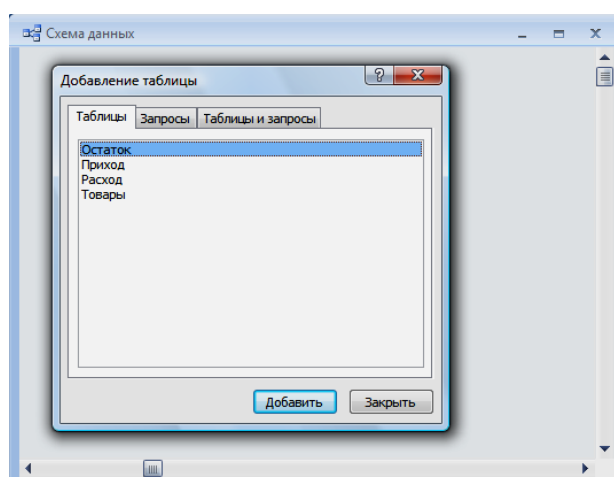 Схема данных
Добавление таблицы
Таблицы Запросы Таблицы и запросы
Остаток
Приход
Расход
Товары
Добавить Закрыть